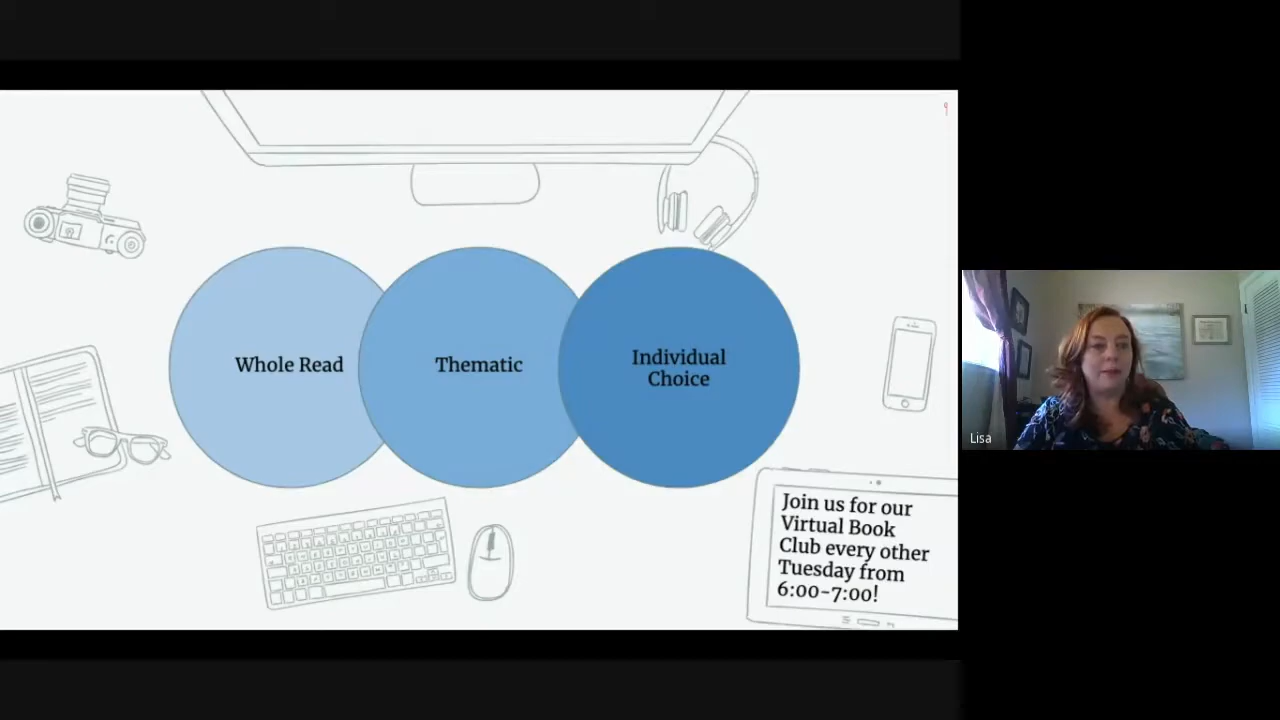 Whole Read
Thematic
Individual
Choice
Join us for our
Virtual Book
Club every other
Tuesday from
6:00-7:00!
Lisa